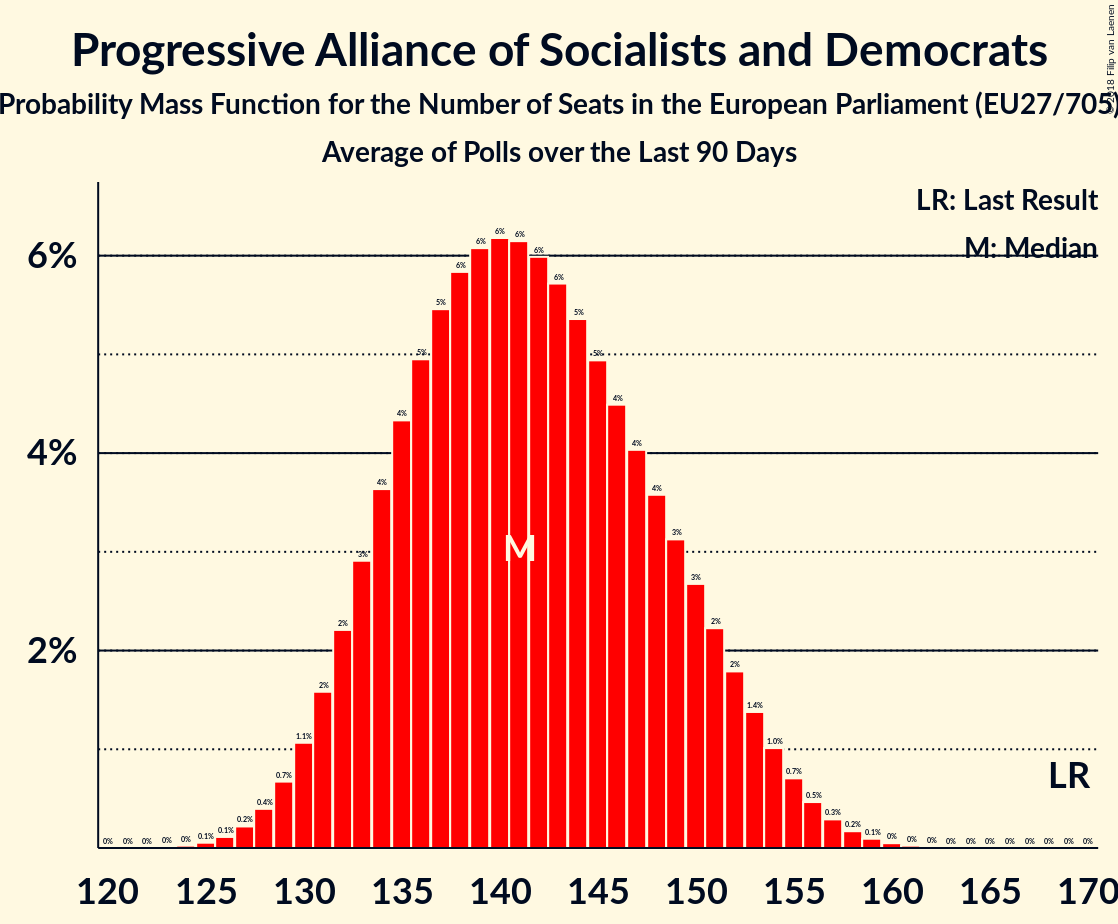 Progressive Alliance of Socialists and Democrats
Probability Mass Function for the Number of Seats in the European Parliament (EU27/705)
Average of Polls over the Last 90 Days
© 2018 Filip van Laenen
LR: Last Result
M: Median
6%
4%
2%
0% 0% 0% 0% 0% 0.1% 0.1% 0.2% 0.4% 0.7% 1.1% 2% 2% 3% 4% 4% 5% 5% 6% 6% 6% 6% 6% 6% 5% 5% 4% 4% 4% 3% 3% 2% 2% 1.4% 1.0% 0.7% 0.5% 0.3% 0.2% 0.1% 0% 0% 0% 0% 0% 0% 0% 0% 0% 0% 0%
M
LR
120 125 130 135 140 145 150 155 160 165 170